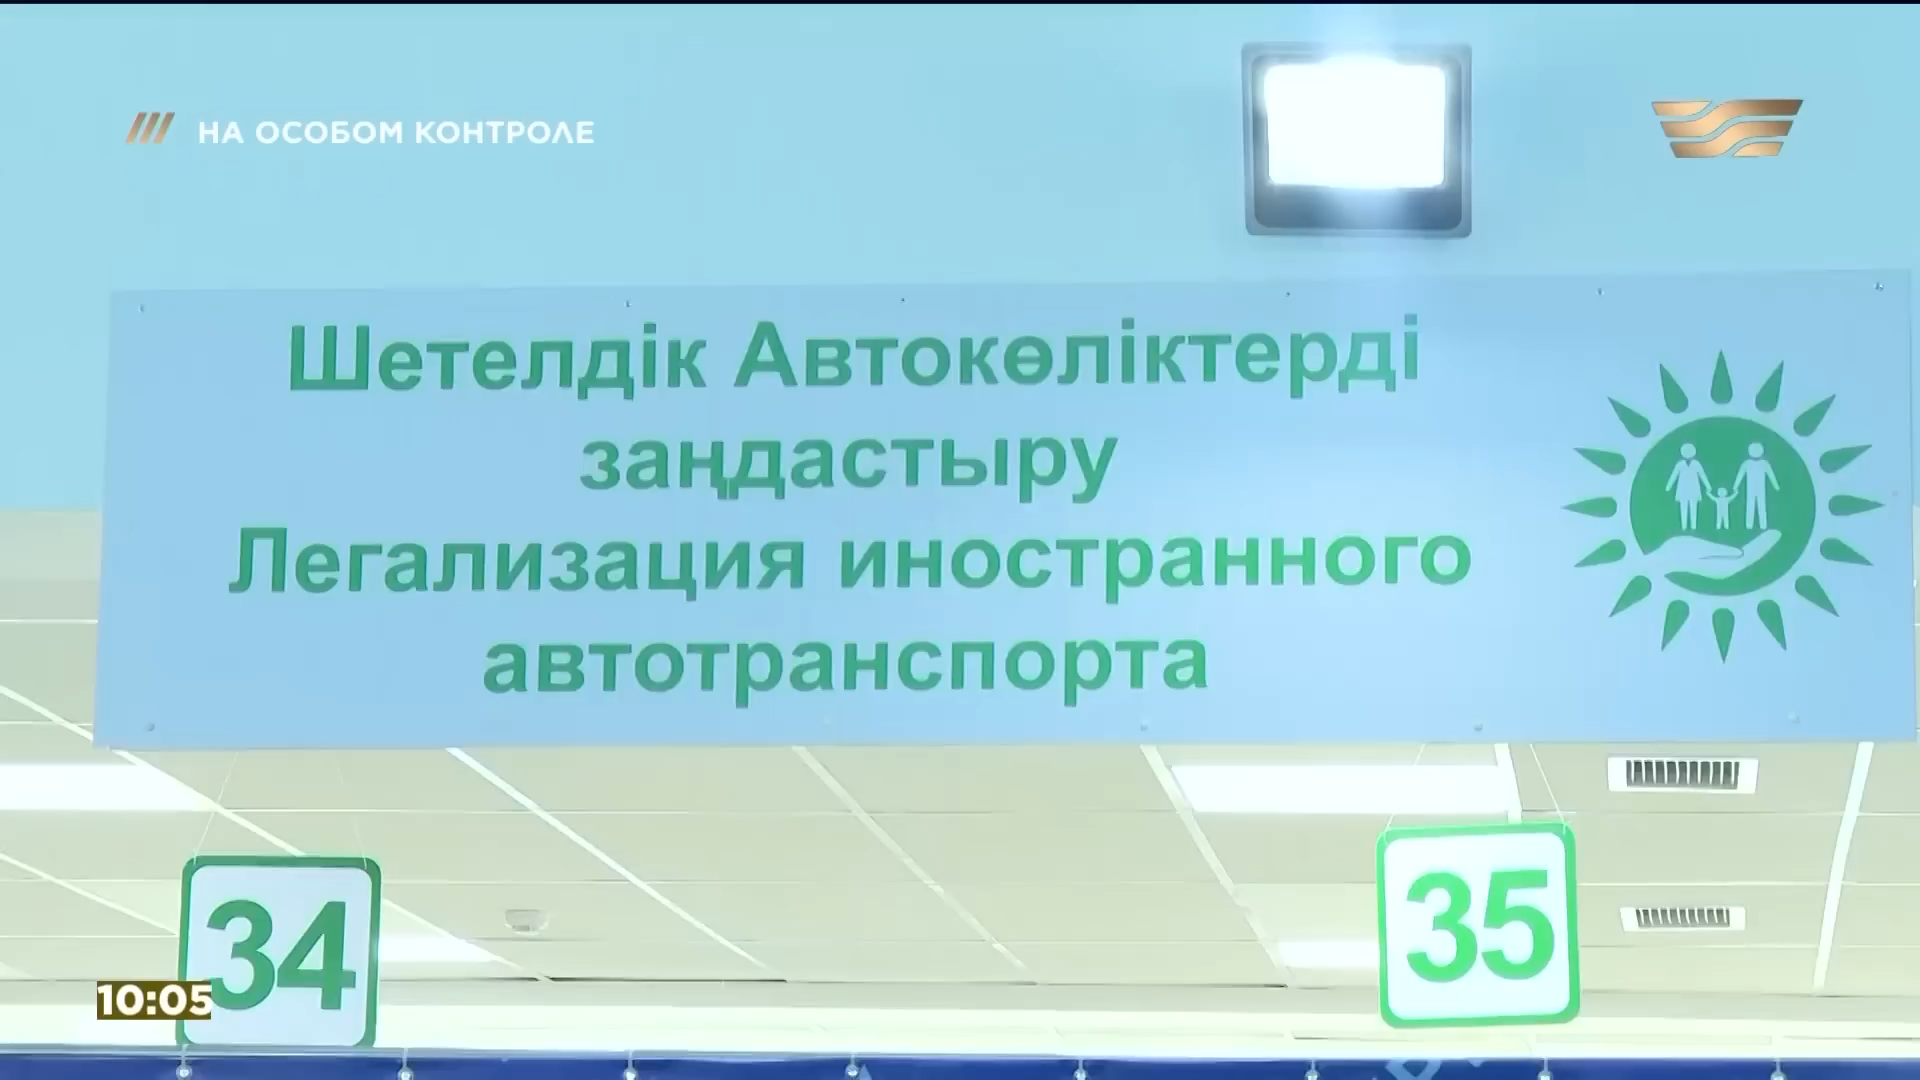 НА ОСОБОМ КОНТРОЛЕ
Шетелдік Автокөліктерді
заңдастыру
Легализация иностранного
автотранспорта
34
35
10:05